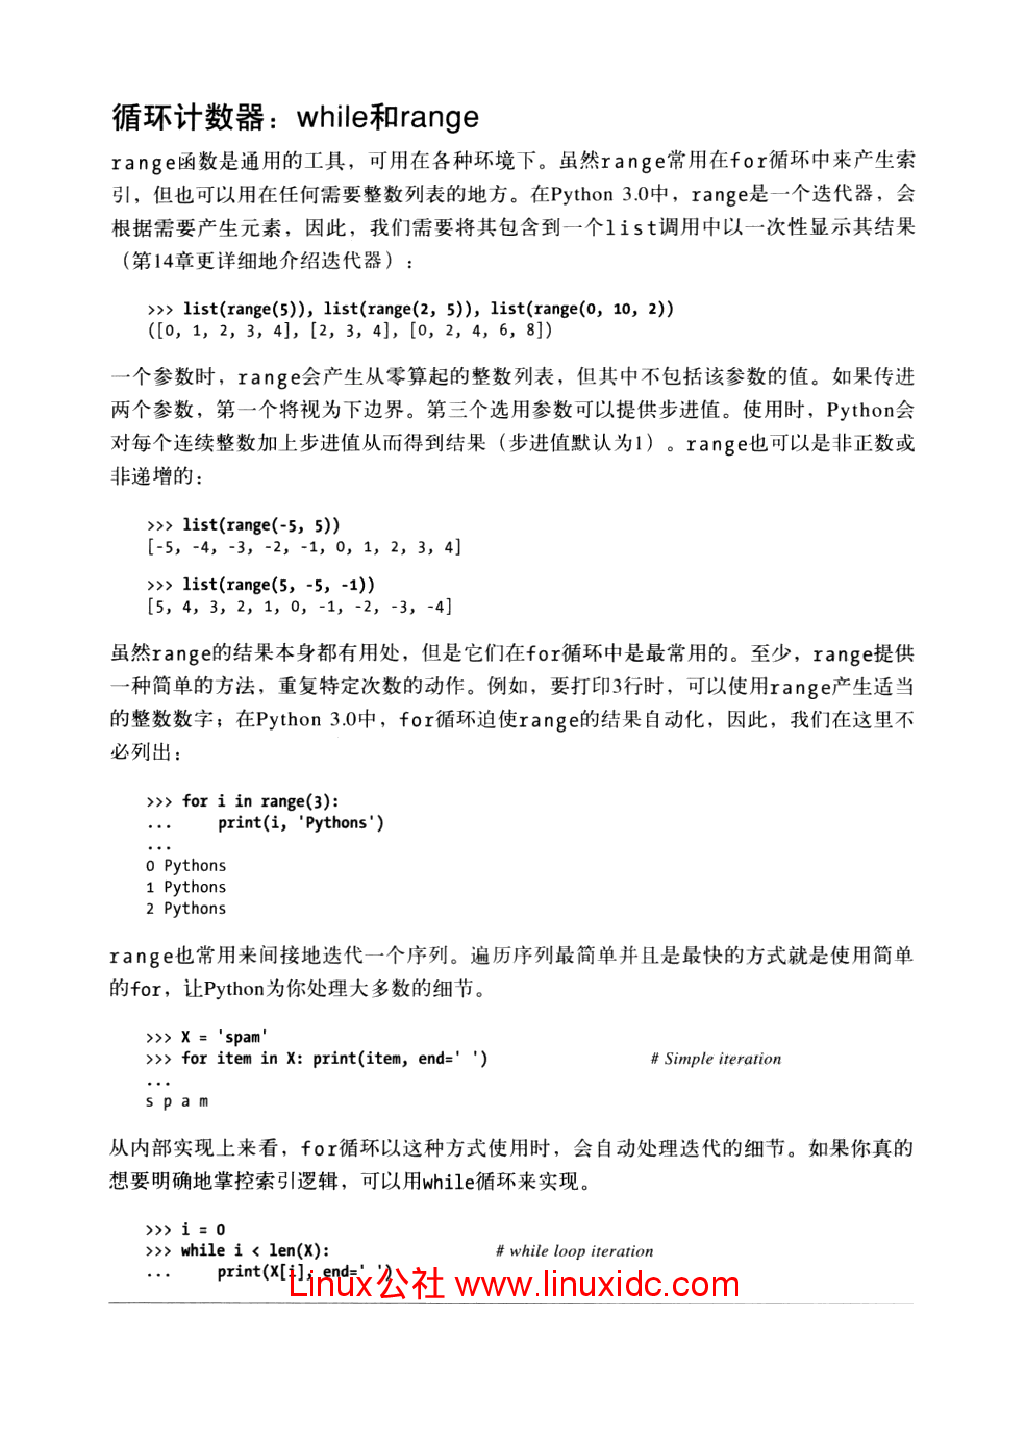 循环计数器：while和range
range函数是通用的工具，可用在各种环境下。虽然range常用在for循环中来产生索
引，但也可以用在任何需要整数列表的地方。在Python 3.0中，range是一个迭代器，会
根据需要产生元素，因此，我们需要将其包含到一个list调用中以一次性显示其结果
（第14章更详细地介绍迭代器）：
>>> list(range(5)), list(range(2, 5)), list(range(0, 10, 2))
([0, 1, 2, 3, 4], [2, 3, 4], [0, 2, 4, 6, 8])
一个参数时，range会产生从零算起的整数列表，但其中不包括该参数的值。如果传进
两个参数，第一个将视为下边界。第三个选用参数可以提供步进值。使用时，Python会
对每个连续整数加上步进值从而得到结果（步进值默认为1）。range也可以是非正数或
非递增的：
>>> list(range(-5, 5))
[-5, -4, -3, -2, -1, 0, 1, 2, 3, 4]
>>> list(range(5, -5, -1))
[5, 4, 3, 2, 1, 0, -1, -2, -3, -4]
虽然range的结果本身都有用处，但是它们在for循环中是最常用的。至少，range提供
一种简单的方法，重复特定次数的动作。例如，要打印3行时，可以使用range产生适当
的整数数字；在Python 3.0中，for循环迫使range的结果自动化，因此，我们在这里不
必列出：
>>> for i in range(3):
...     print(i, 'Pythons')
...
0 Pythons
1 Pythons
2 Pythons
range也常用来间接地迭代一个序列。遍历序列最简单并且是最快的方式就是使用简单
的for，让Python为你处理大多数的细节。
>>> X = 'spam'
>>> for item in X: print(item, end=' ') # Simple iteration
...
s p a m
从内部实现上来看，for循环以这种方式使用时，会自动处理迭代的细节。如果你真的
想要明确地掌控索引逻辑，可以用while循环来实现。
>>> i = 0
>>> while i < len(X): # while loop iteration
...     print(X[i], end=' ')
Linux公社 www.linuxidc.com